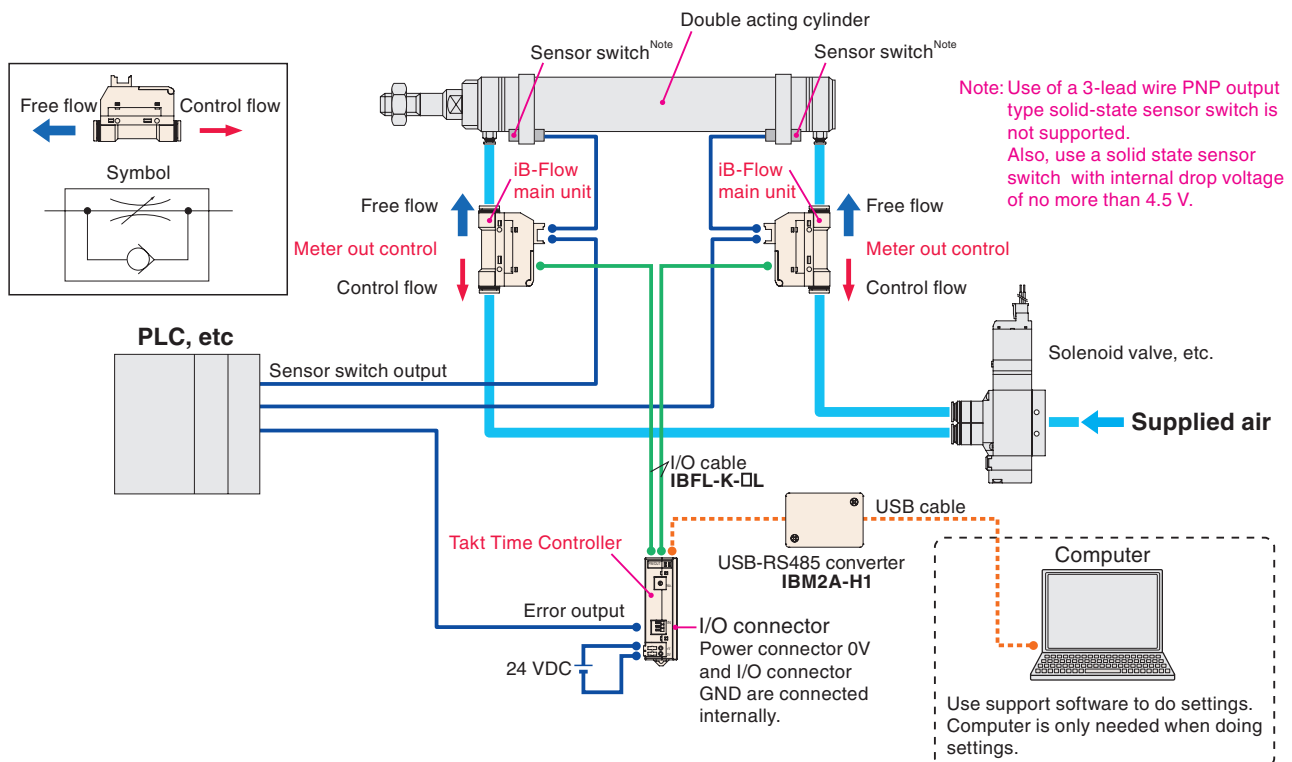 Double acting cylinder
Sensor switch Note
Sensor switch Note
Note: Use of a 3-lead wire PNP output
type solid-state sensor switch is
not supported.
Also, use a solid state sensor
switch with internal drop voltage
of no more than 4.5 V.
Free flow
Control flow
Symbol
iB-Flow
main unit
Free flow
Meter out control
Control flow
iB-Flow
main unit
Free flow
Meter out control
Control flow
PLC, etc
Sensor switch output
Solenoid valve, etc.
Supplied air
I/O cable
IBFL-K-□L
USB cable
Takt Time Controller
USB-RS485 converter
IBM2A-H1
Computer
Error output
I/O connector
Power connector 0V
and I/O connector
GND are connected
internally.
24 VDC
Use support software to do settings.
Computer is only needed when doing
settings.